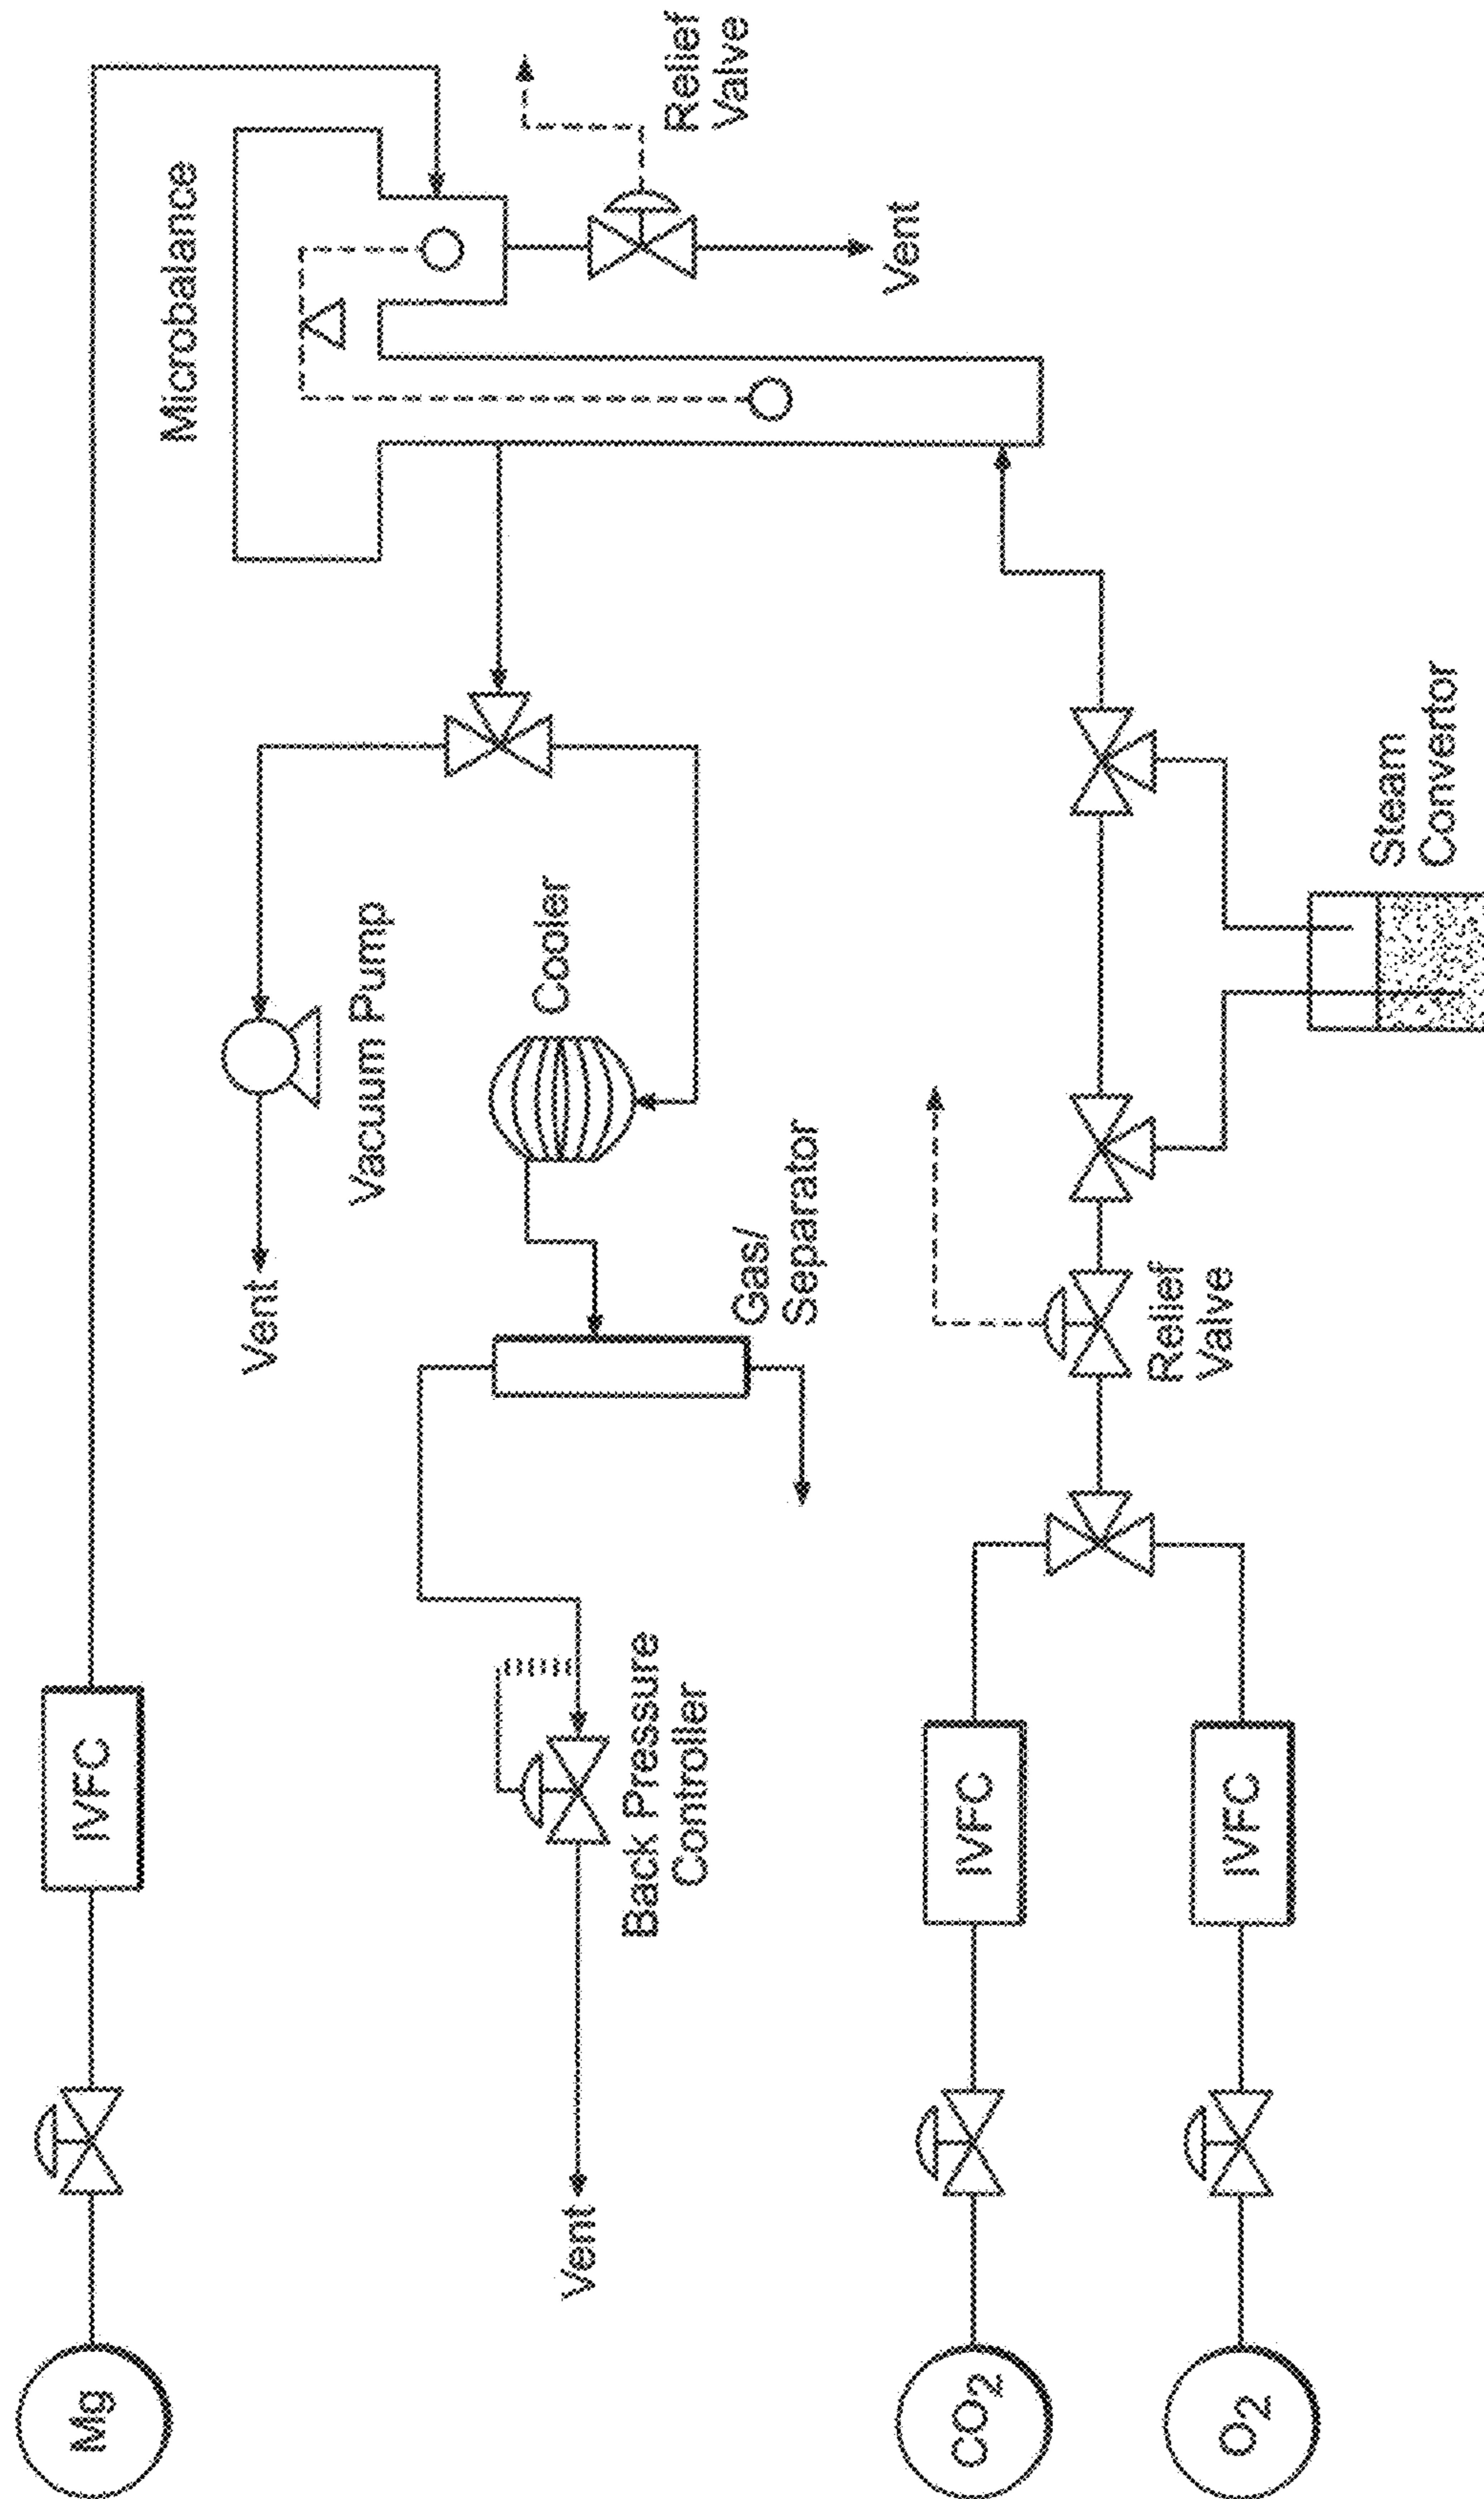 Mg
IVFC
Microbalance
Relief
Valve
Vent
Vent
Vacuum Pump
Cooler
Gas/
Separator
Back Pressure
Controller
Vent
CO2
IVFC
O2
IVFC
Relief
Valve
Steam
Convertor